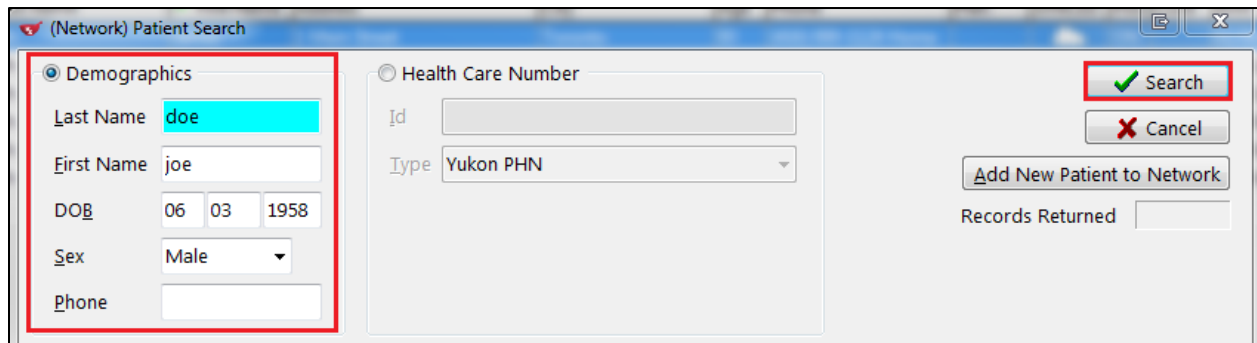 (Network) Patient Search
Demographics
Last Name doe
First Name joe
DOB 06 03 1958
Sex Male
Phone
Health Care Number
Id
Type Yukon PHN
Search
Cancel
Add New Patient to Network
Records Returned